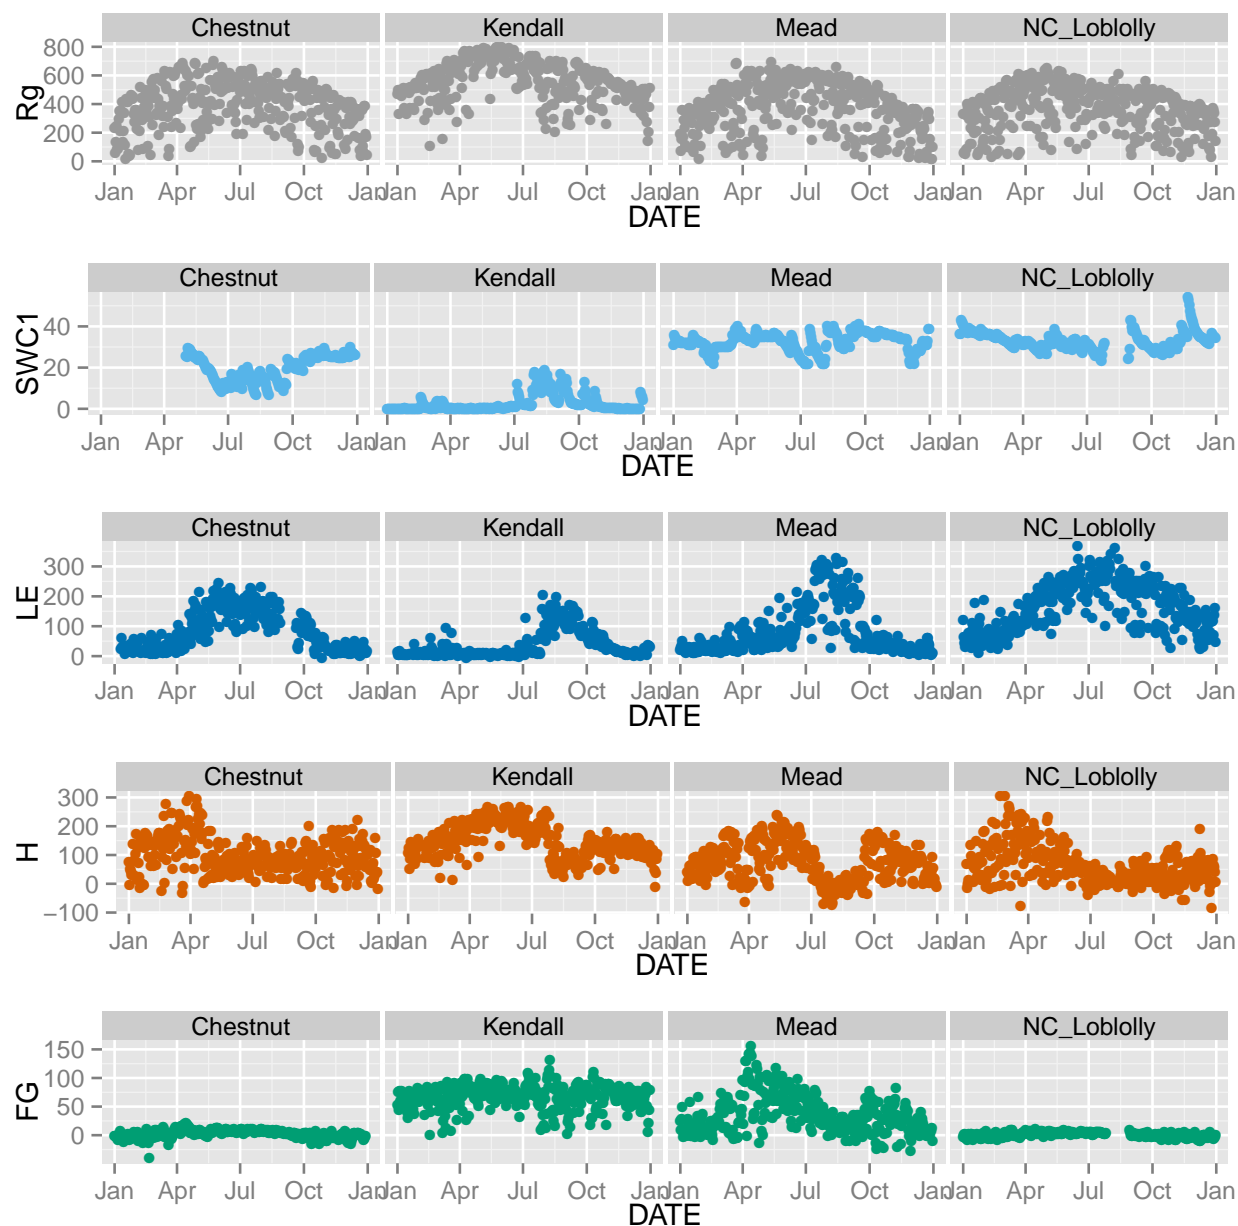 Chestnut Kendall Mead NC_Loblolly
800
600
400
200
0
Rg
Jan Apr Jul Oct Jan Jan Apr Jul Oct Jan Jan Apr Jul Oct Jan Jan Apr Jul Oct Jan
DATE
Chestnut Kendall Mead NC_Loblolly
40
20
0
SWC1
Jan Apr Jul Oct Jan Jan Apr Jul Oct Jan Jan Apr Jul Oct Jan Jan Apr Jul Oct Jan
DATE
Chestnut Kendall Mead NC_Loblolly
300
200
100
0
LE
Jan Apr Jul Oct Jan Jan Apr Jul Oct Jan Jan Apr Jul Oct Jan Jan Apr Jul Oct Jan
DATE
Chestnut Kendall Mead NC_Loblolly
300
200
100
0
−100
H
Jan Apr Jul Oct Jan Jan Apr Jul Oct Jan Jan Apr Jul Oct Jan Jan Apr Jul Oct Jan
DATE
Chestnut Kendall Mead NC_Loblolly
150
100
50
0
FG
Jan Apr Jul Oct Jan Jan Apr Jul Oct Jan Jan Apr Jul Oct Jan Jan Apr Jul Oct Jan
DATE